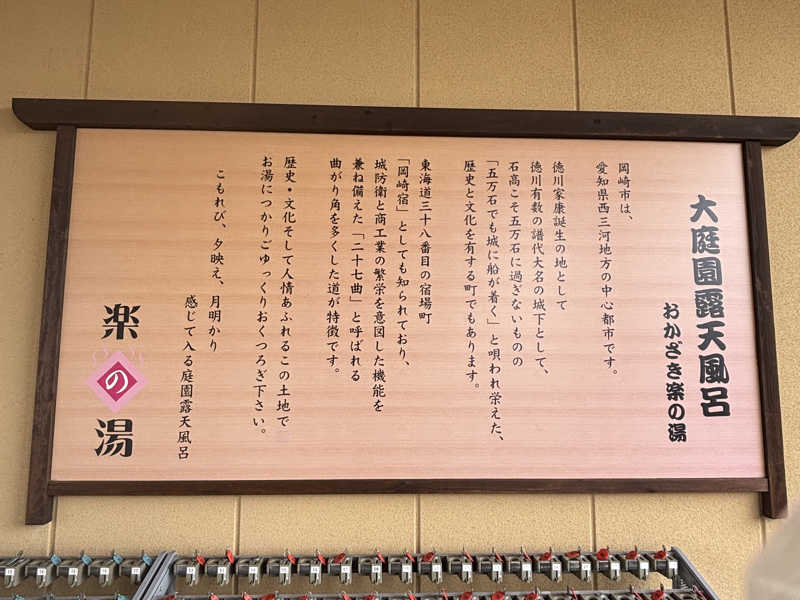 大庭園露天風呂
おかざき楽の湯
岡崎市は、
愛知県西三河地方の中心都市です。
徳川家康誕生の地として
徳川有数の譜代大名の城下として、
石高こそ五万石に過ぎないものの
「五万石でも城に船が着く」と唄われ栄えた、
歴史と文化を有する町でもあります。
東海道三十八番目の宿場町
「岡崎宿」としても知られており、
城防衛と商工業の繁栄を意図した機能を
兼ね備えた「二十七曲」と呼ばれる
曲がり角を多くした道が特徴です。
歴史・文化そして人情あふれるこの土地で
お湯につかりごゆっくりおくつろぎ下さい。
こもれび、夕映え、月明かり
感じて入る庭園露天風呂
楽の湯